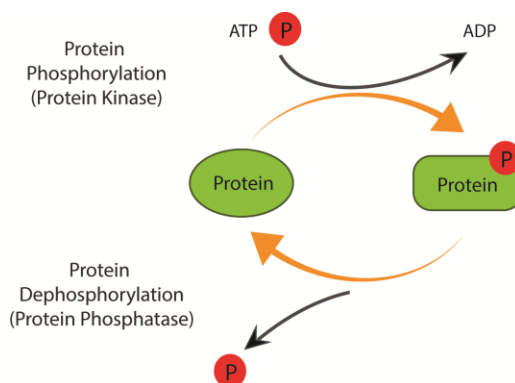 Protein
Phosphorylation
(Protein Kinase)
ATP P ADP
P
Protein Protein
Protein
Dephosphorylation
(Protein Phosphatase)
P